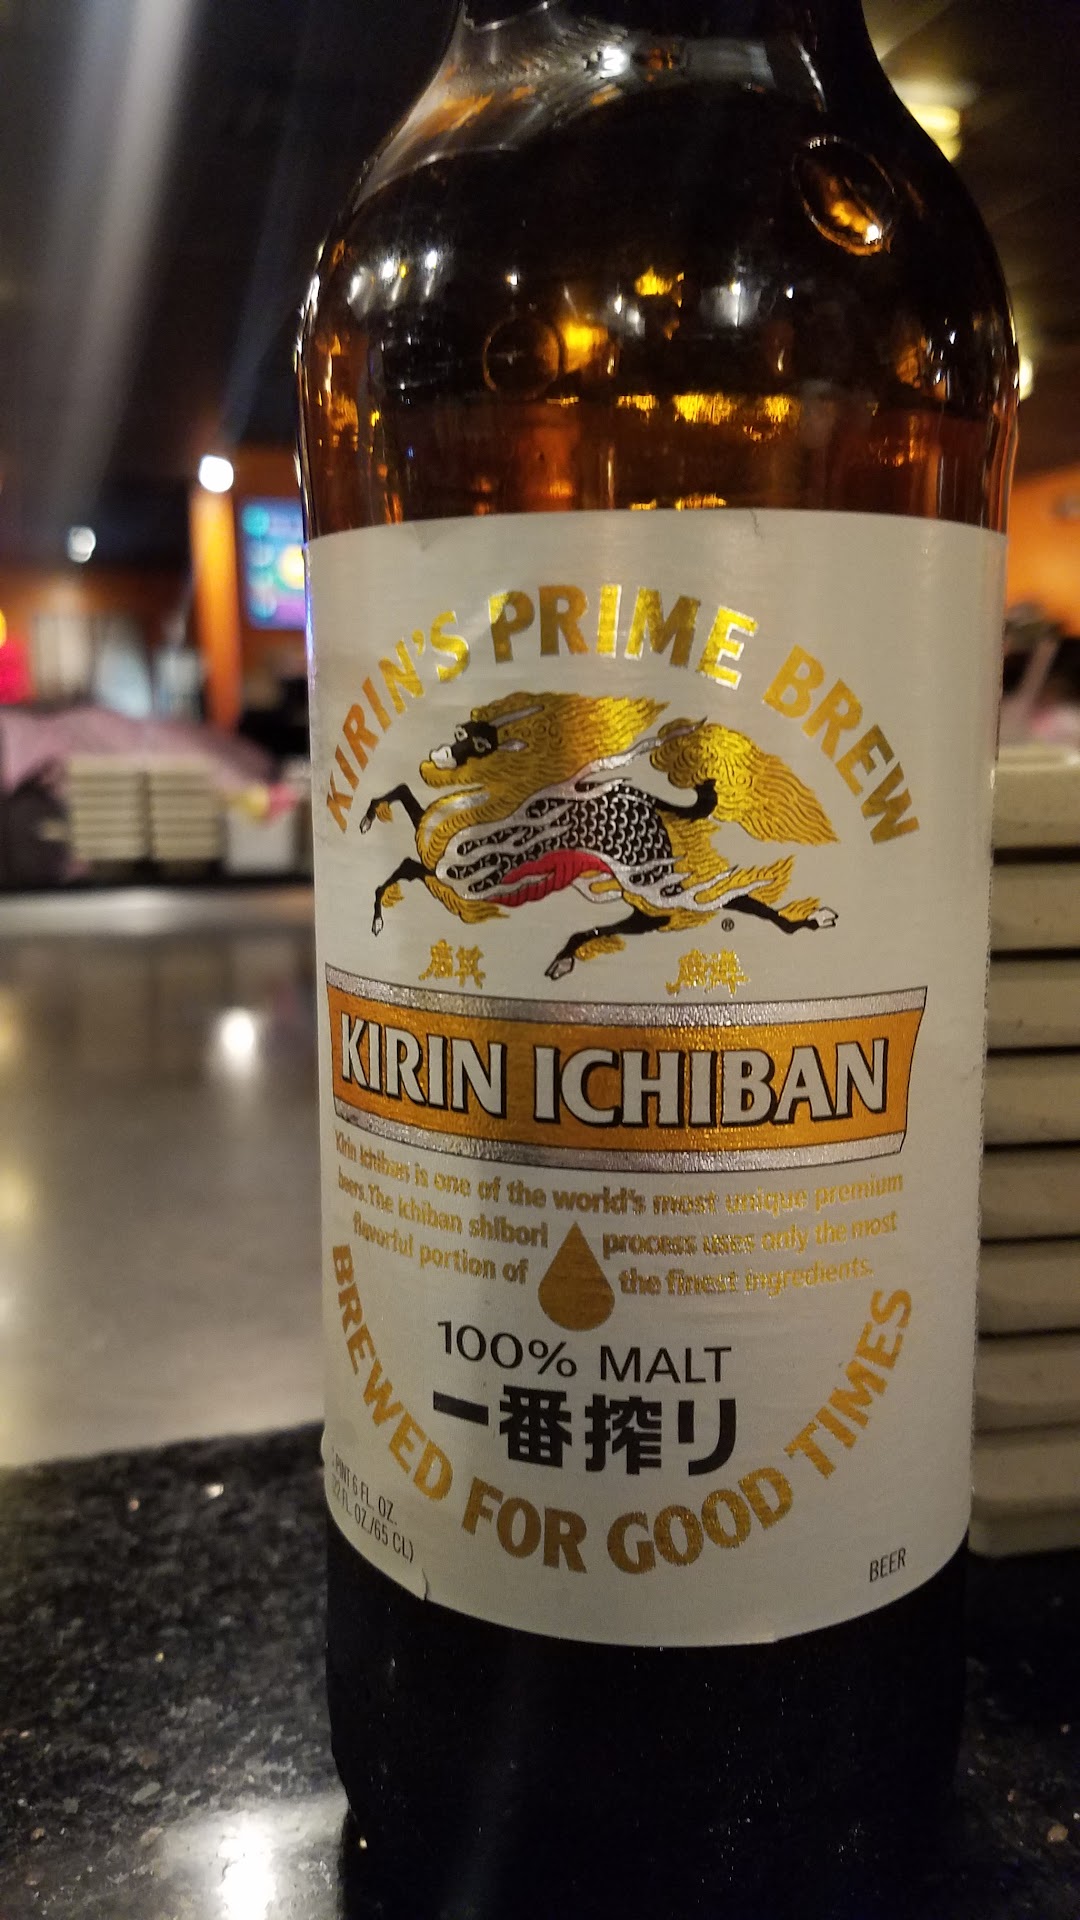 KIRIN'S PRIME BREW
®
麒 麟
KIRIN ICHIBAN
Kirin Ichiban is one of the world's most unique premium
beers. The Ichiban shibori process uses only the most
flavorful portion of the finest ingredients.
100% MALT
一番搾り
BREWED FOR GOOD TIMES
PINT 6 FL. OZ.
FL. OZ./65 CL)
BEER